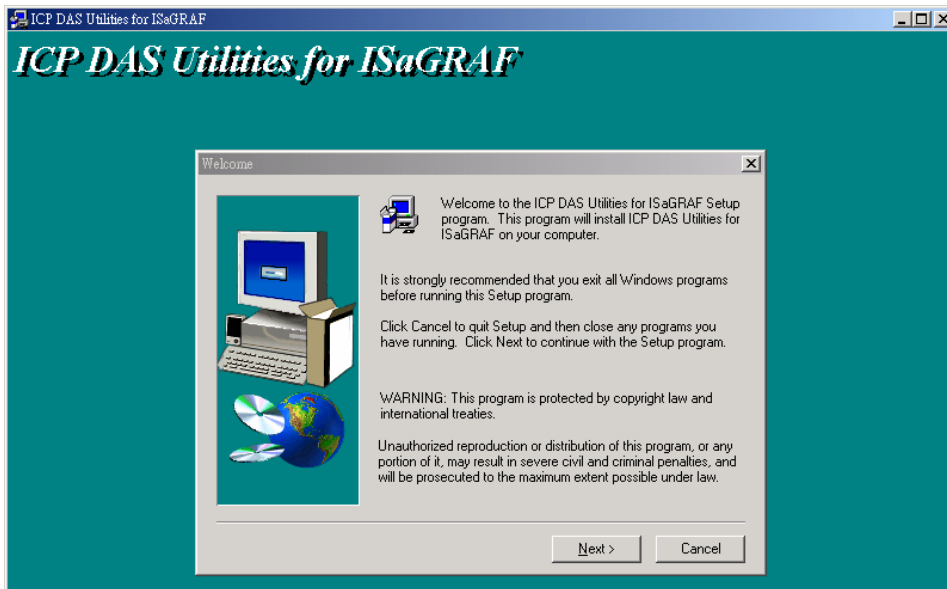 ICP DAS Utilities for ISaGRAF
ICP DAS Utilities for ISaGRAF
Welcome
Welcome to the ICP DAS Utilities for ISaGRAF Setup
program. This program will install ICP DAS Utilities for
ISaGRAF on your computer.
It is strongly recommended that you exit all Windows programs
before running this Setup program.
Click Cancel to quit Setup and then close any programs you
have running. Click Next to continue with the Setup program.
WARNING: This program is protected by copyright law and
international treaties.
Unauthorized reproduction or distribution of this program, or any
portion of it, may result in severe civil and criminal penalties, and
will be prosecuted to the maximum extent possible under law.
Next >
Cancel